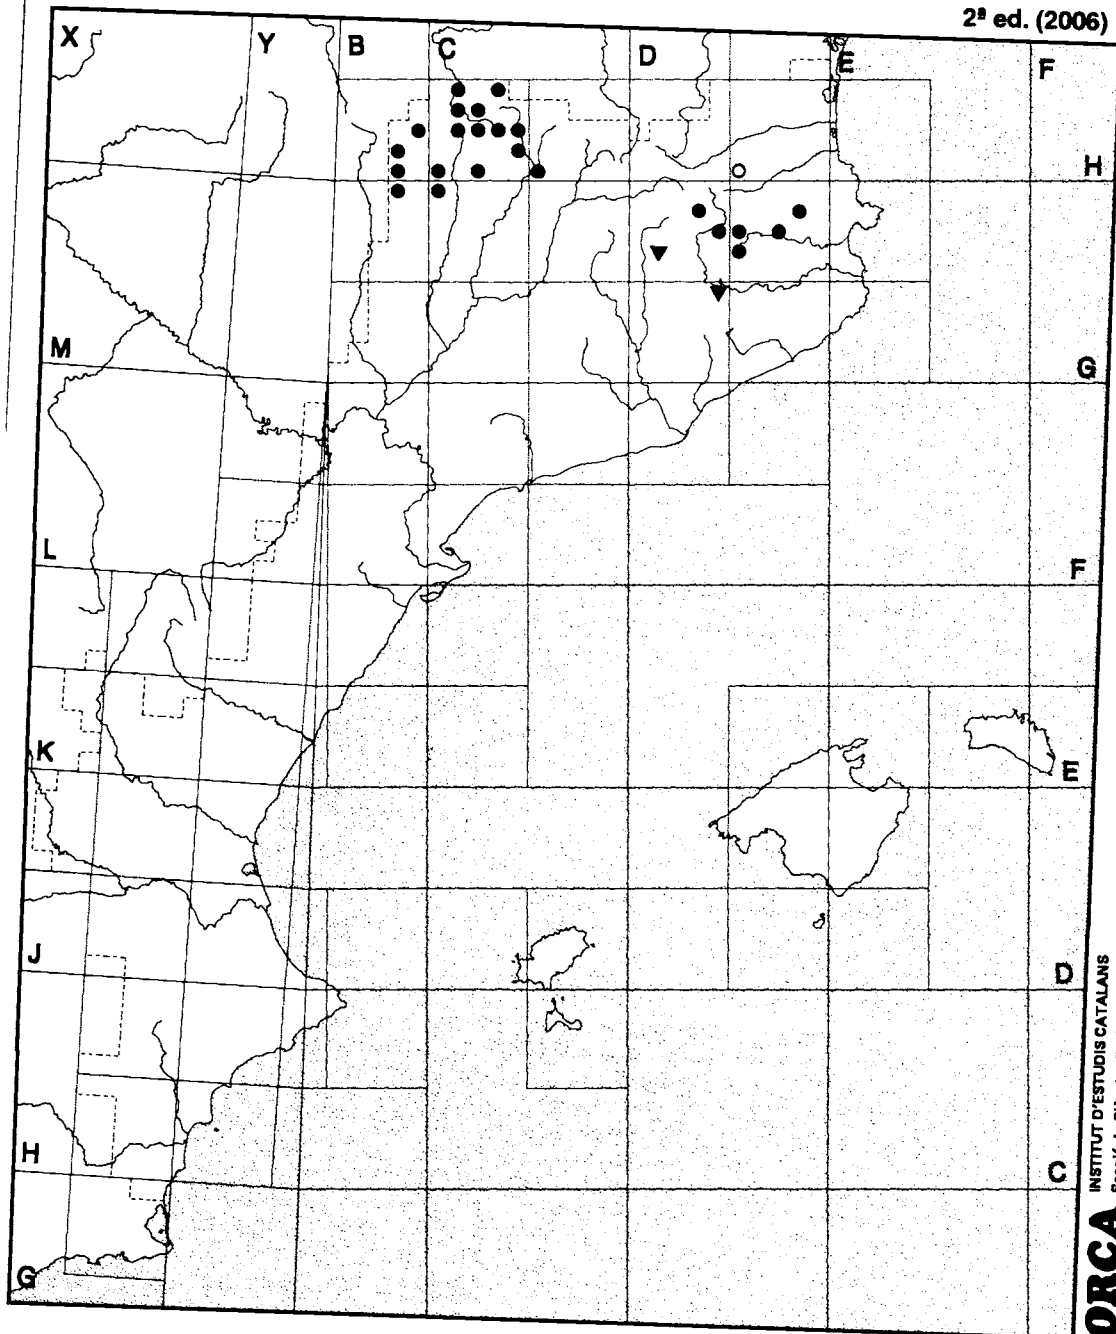 2ª ed. (2006)
X Y B C D E F
H
M G
L F
K E
J D
H C
G
ORCA INSTITUT D'ESTUDIS CATALANS